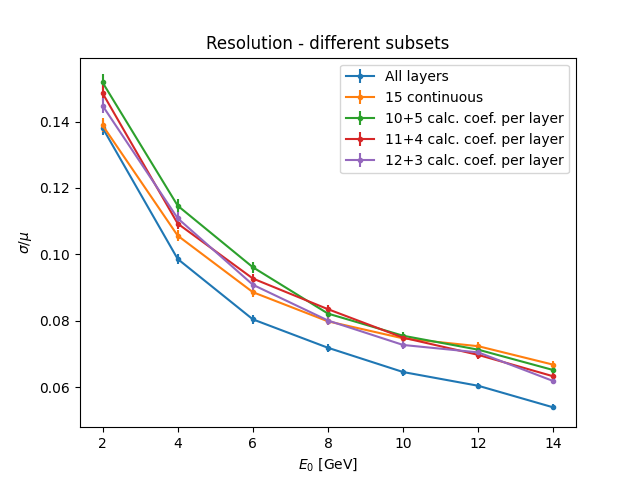 Resolution - different subsets
All layers
15 continuous
10+5 calc. coef. per layer
11+4 calc. coef. per layer
12+3 calc. coef. per layer
σ/μ
0.14
0.12
0.10
0.08
0.06
2 4 6 8 10 12 14
E₀ [GeV]